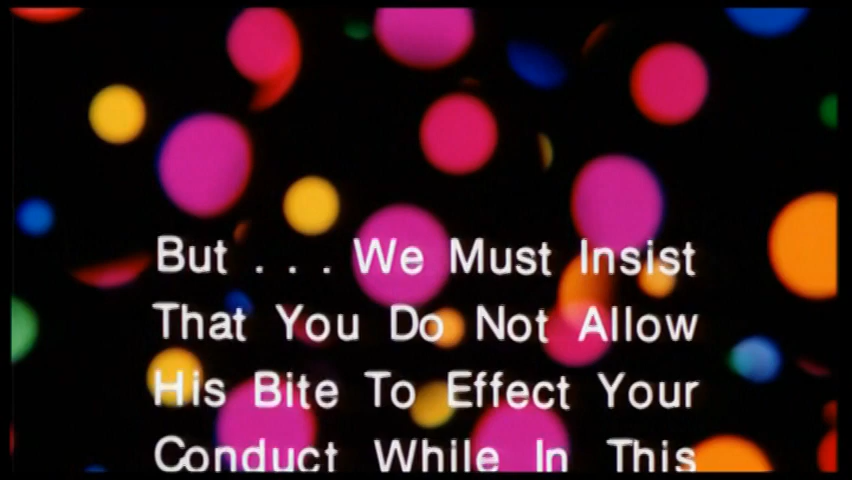 But . . . We Must Insist
That You Do Not Allow
His Bite To Effect Your
Conduct While In This